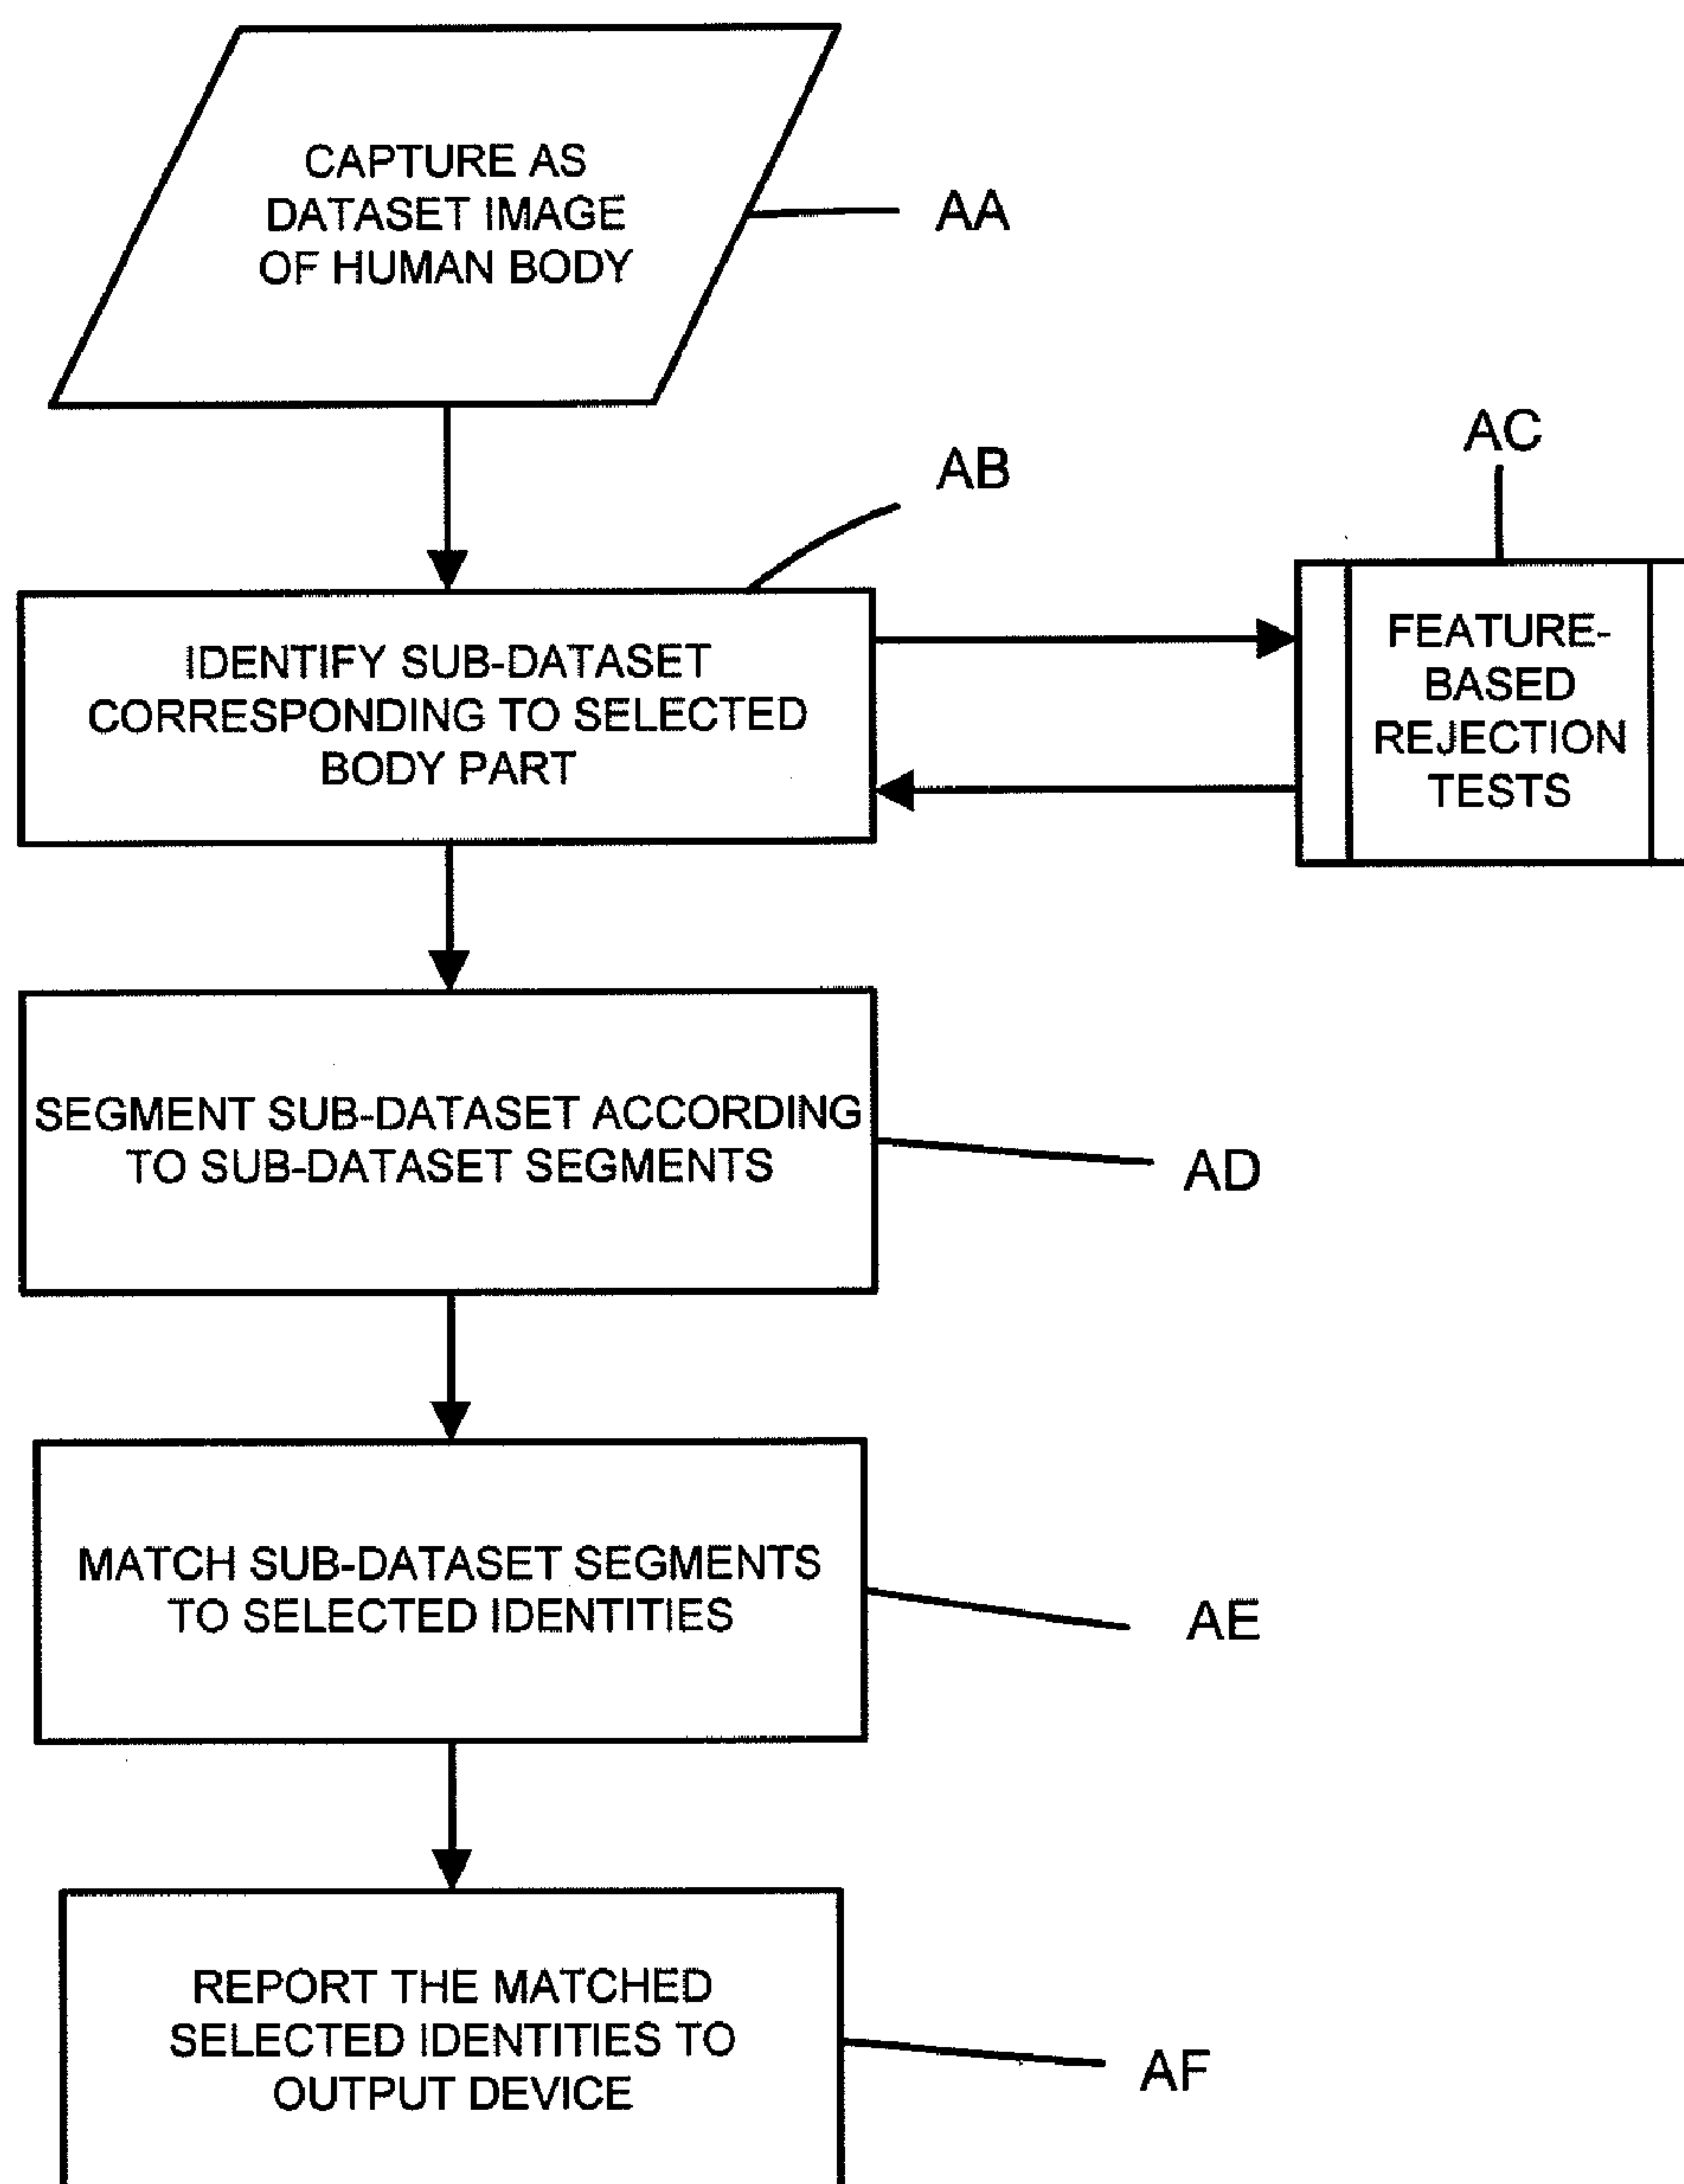 CAPTURE AS
DATASET IMAGE
OF HUMAN BODY
AA
AB
IDENTIFY SUB-DATASET
CORRESPONDING TO SELECTED
BODY PART
AC
FEATURE-
BASED
REJECTION
TESTS
SEGMENT SUB-DATASET ACCORDING
TO SUB-DATASET SEGMENTS
AD
MATCH SUB-DATASET SEGMENTS
TO SELECTED IDENTITIES
AE
REPORT THE MATCHED
SELECTED IDENTITIES TO
OUTPUT DEVICE
AF